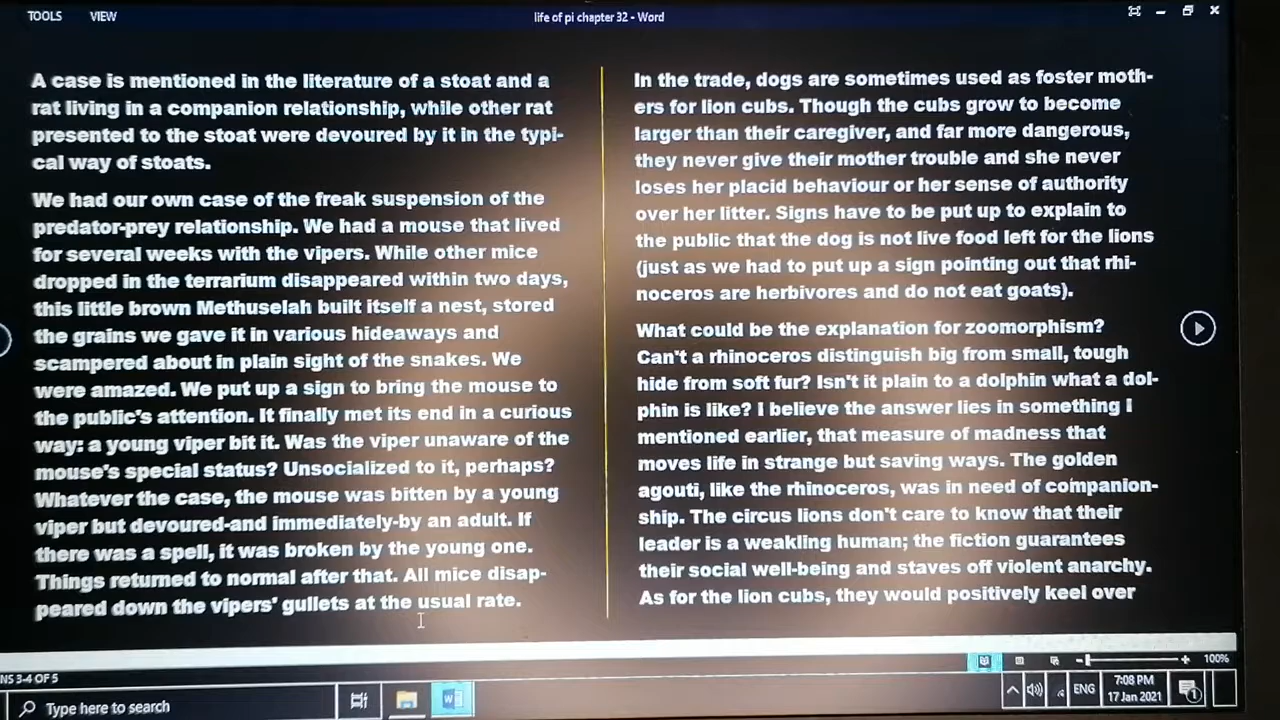 TOOLS VIEW
life of pi chapter 32 - Word
A case is mentioned in the literature of a stoat and a
rat living in a companion relationship, while other rat
presented to the stoat were devoured by it in the typi-
cal way of stoats.
We had our own case of the freak suspension of the
predator-prey relationship. We had a mouse that lived
for several weeks with the vipers. While other mice
dropped in the terrarium disappeared within two days,
this little brown Methuselah built itself a nest, stored
the grains we gave it in various hideaways and
scampered about in plain sight of the snakes. We
were amazed. We put up a sign to bring the mouse to
the public's attention. It finally met its end in a curious
way: a young viper bit it. Was the viper unaware of the
mouse's special status? Unsocialized to it, perhaps?
Whatever the case, the mouse was bitten by a young
viper but devoured-and immediately-by an adult. If
there was a spell, it was broken by the young one.
Things returned to normal after that. All mice disap-
peared down the vipers' gullets at the usual rate.
In the trade, dogs are sometimes used as foster moth-
ers for lion cubs. Though the cubs grow to become
larger than their caregiver, and far more dangerous,
they never give their mother trouble and she never
loses her placid behaviour or her sense of authority
over her litter. Signs have to be put up to explain to
the public that the dog is not live food left for the lions
(just as we had to put up a sign pointing out that rhi-
noceros are herbivores and do not eat goats).
What could be the explanation for zoomorphism?
Can't a rhinoceros distinguish big from small, tough
hide from soft fur? Isn't it plain to a dolphin what a dol-
phin is like? I believe the answer lies in something I
mentioned earlier, that measure of madness that
moves life in strange but saving ways. The golden
agouti, like the rhinoceros, was in need of companion-
ship. The circus lions don't care to know that their
leader is a weakling human; the fiction guarantees
their social well-being and staves off violent anarchy.
As for the lion cubs, they would positively keel over
NS 3-4 OF 5
100%
Type here to search
ENG
7:08 PM
17 Jan 2021
1